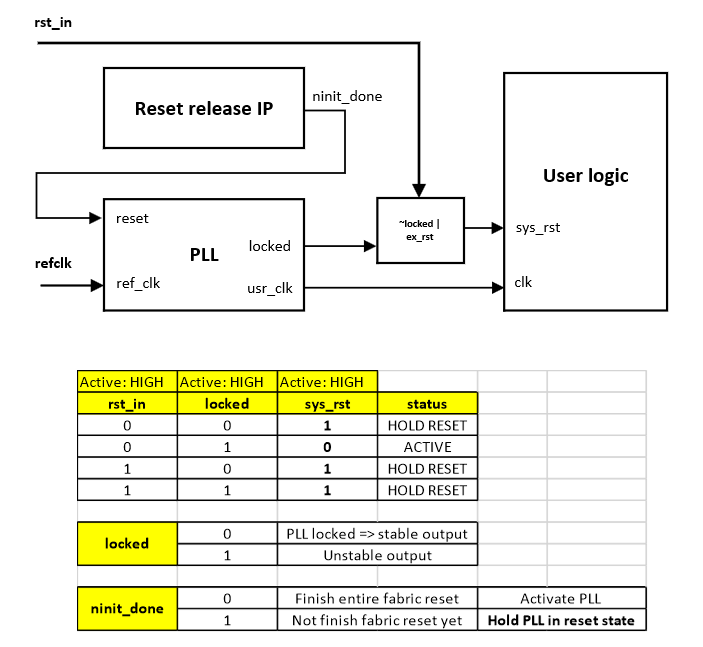 rst_in
ninit_done
Reset release IP
User logic
reset
~locked |
ex_rst
sys_rst
locked
PLL
refclk
ref_clk
usr_clk
clk
Active: HIGH Active: HIGH Active: HIGH
rst_in locked sys_rst status
0 0 1 HOLD RESET
0 1 0 ACTIVE
1 0 1 HOLD RESET
1 1 1 HOLD RESET
locked
0 PLL locked => stable output
1 Unstable output
ninit_done
0 Finish entire fabric reset Activate PLL
1 Not finish fabric reset yet Hold PLL in reset state